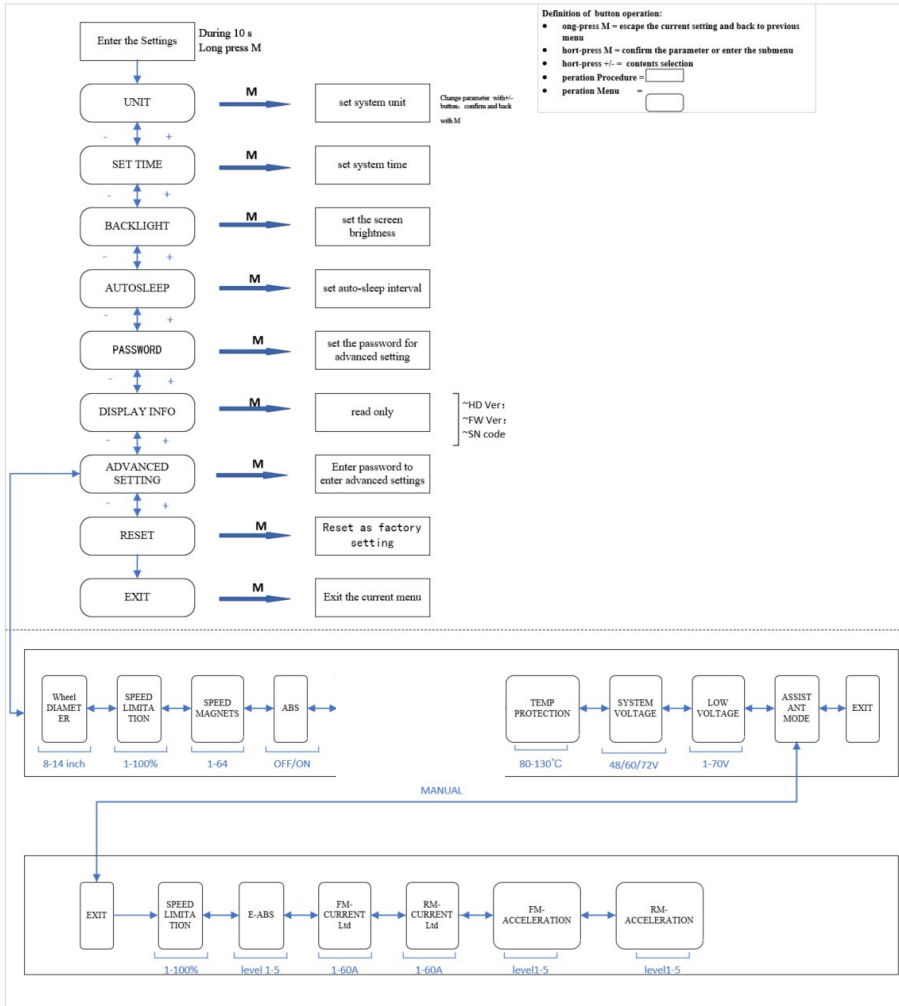 Enter the Settings
During 10 s
Long press M
Definition of button operation:
ong-press M = escape the current setting and back to previous
menu
hort-press M = confirm the parameter or enter the submenu
hort-press +/- = contents selection
peration Procedure =
peration Menu =
UNIT
M
set system unit
Change parameter with+/-
button, confirm and back
with M
- +
SET TIME
M
set system time
- +
BACKLIGHT
M
set the screen
brightness
- +
AUTOSLEEP
M
set auto-sleep interval
- +
PASSWORD
M
set the password for
advanced setting
- +
DISPLAY INFO
M
read only
~HD Ver:
~FW Ver:
~SN code
- +
ADVANCED
SETTING
M
Enter password to
enter advanced settings
- +
RESET
M
Reset as factory
setting
EXIT
M
Exit the current menu
Wheel
DIAMET
ER
8-14 inch
SPEED
LIMITA
TION
1-100%
SPEED
MAGNETS
1-64
ABS
OFF/ON
TEMP
PROTECTION
80-130℃
SYSTEM
VOLTAGE
48/60/72V
LOW
VOLTAGE
1-70V
ASSIST
ANT
MODE
EXIT
MANUAL
EXIT
SPEED
LIMITA
TION
1-100%
E-ABS
level 1-5
FM-
CURRENT
Ltd
1-60A
RM-
CURRENT
Ltd
1-60A
FM-
ACCELERATION
level1-5
RM-
ACCELERATION
level1-5